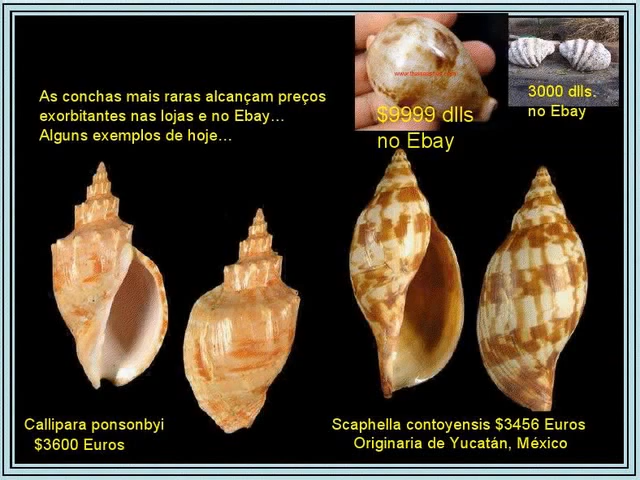 As conchas mais raras alcançam preços
exorbitantes nas lojas e no Ebay…
Alguns exemplos de hoje…
$9999 dlls
no Ebay
3000 dlls.
no Ebay
Callipara ponsonbyi
$3600 Euros
Scaphella contoyensis $3456 Euros
Originaria de Yucatán, México